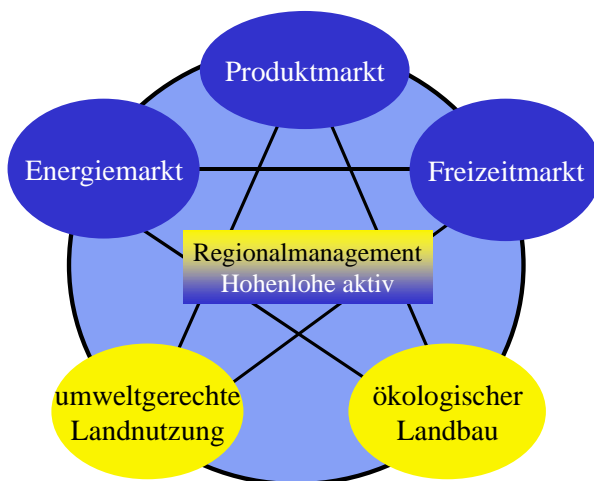 Produktmarkt
Energiemarkt
Freizeitmarkt
Regionalmanagement
Hohenlohe aktiv
umweltgerechte
Landnutzung
ökologischer
Landbau